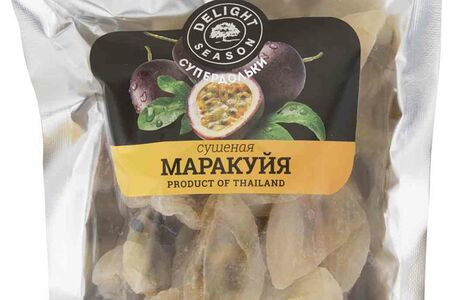 DELIGHT
SEASON
СУПЕРДОЛЬКИ
сушеная
МАРАКУЙЯ
PRODUCT OF THAILAND